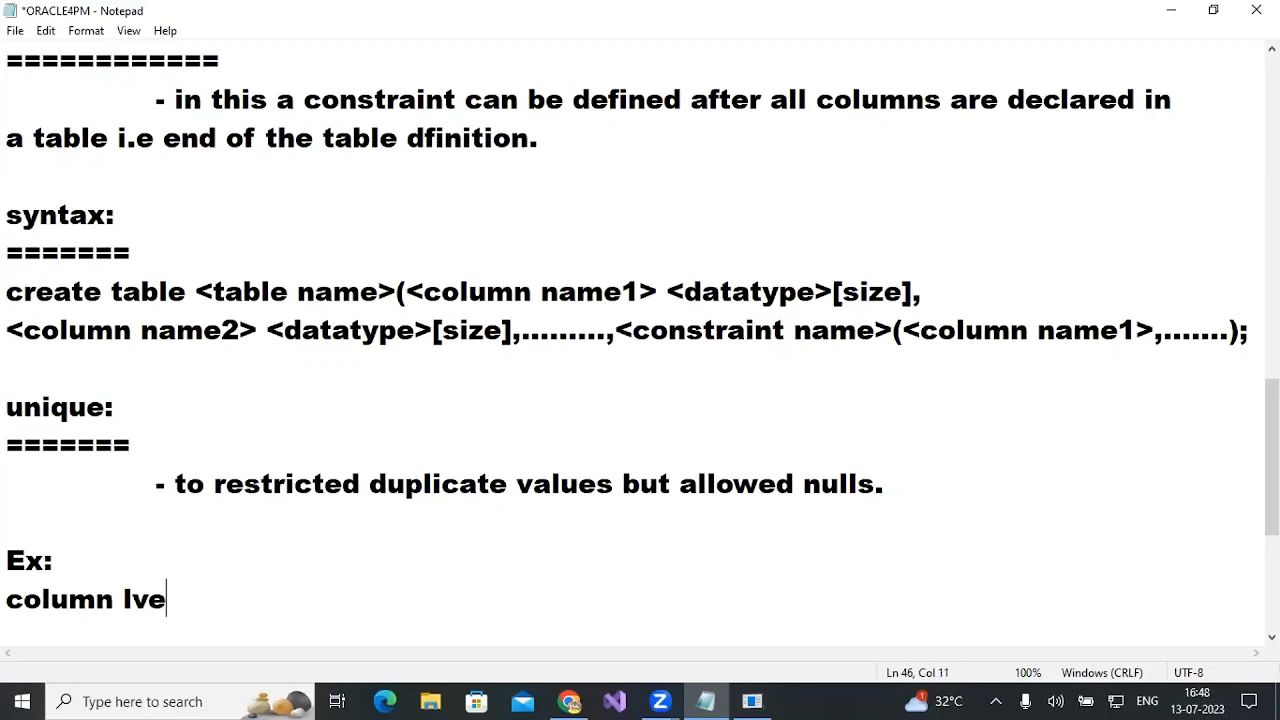 *ORACLE4PM - Notepad
File Edit Format View Help
============
- in this a constraint can be defined after all columns are declared in
a table i.e end of the table dfinition.
syntax:
=======
create table <table name>(<column name1> <datatype>[size],
<column name2> <datatype>[size],.........,<constraint name>(<column name1>,.......);
unique:
=======
- to restricted duplicate values but allowed nulls.
Ex:
column lve
Ln 46, Col 11 100% Windows (CRLF) UTF-8
Type here to search 32°C ENG 16:48
13-07-2023